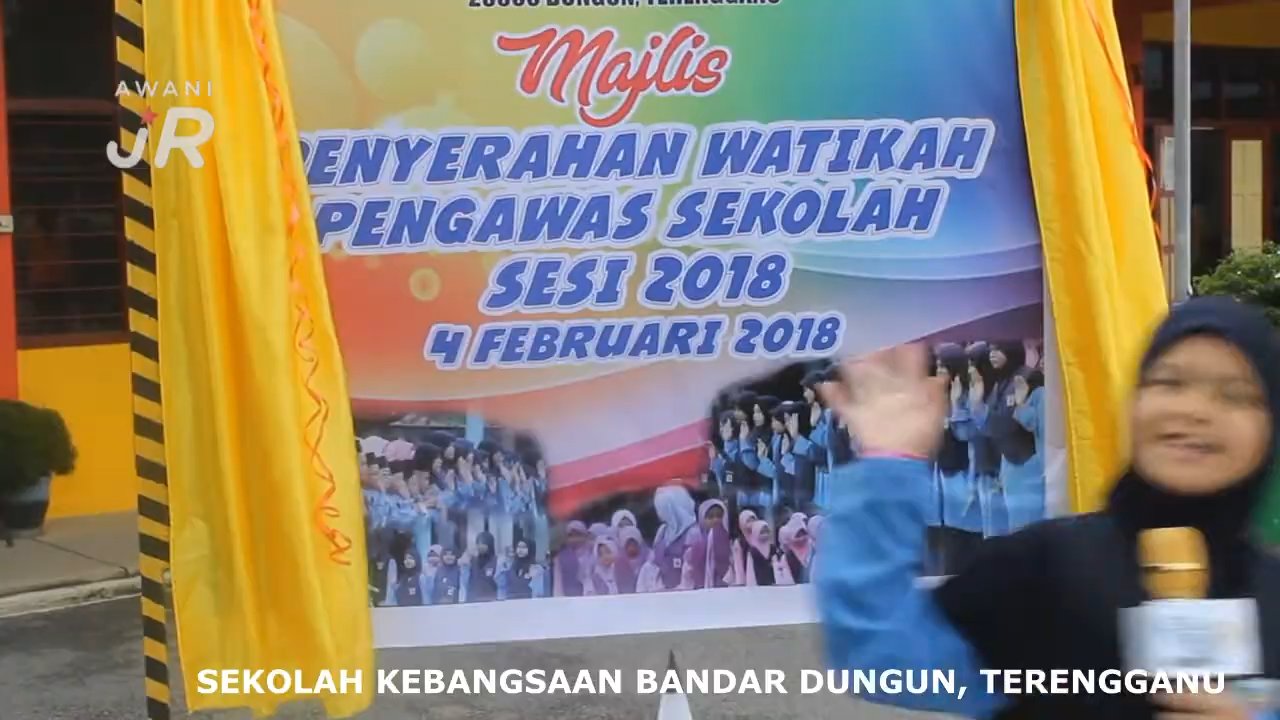 AWANI
JR
Majlis
PENYERAHAN WATIKAH
PENGAWAS SEKOLAH
SESI 2018
4 FEBRUARI 2018
SEKOLAH KEBANGSAAN BANDAR DUNGUN, TERENGGANU